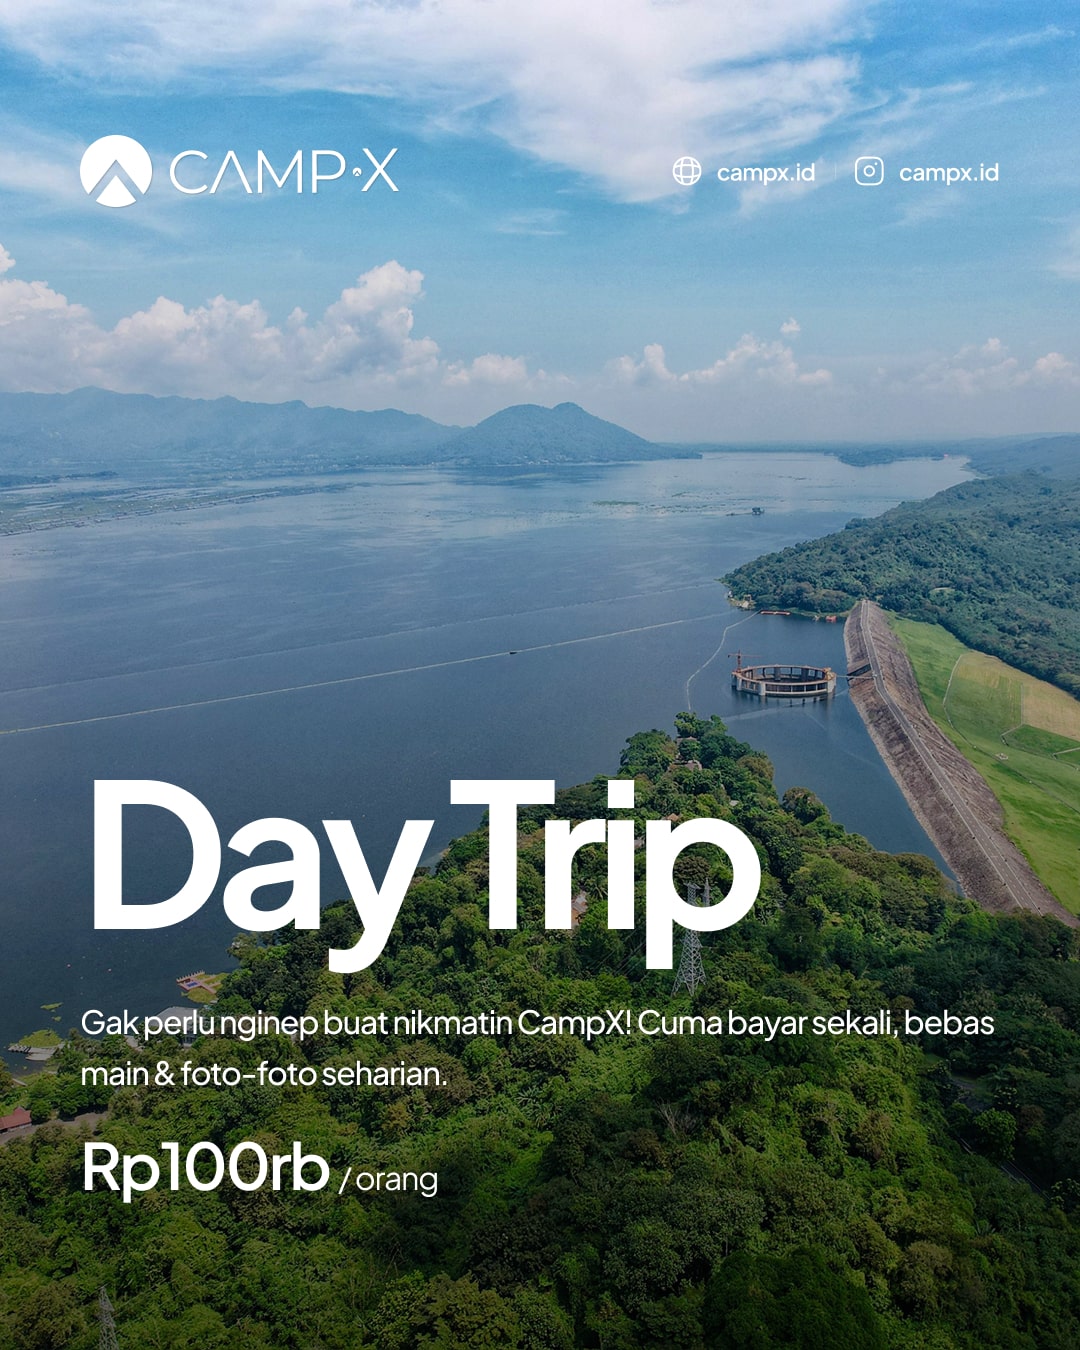 CAMP·X
campx.id
campx.id
Day Trip
Gak perlu nginep buat nikmatin CampX! Cuma bayar sekali, bebas
main & foto-foto seharian.
Rp100rb / orang